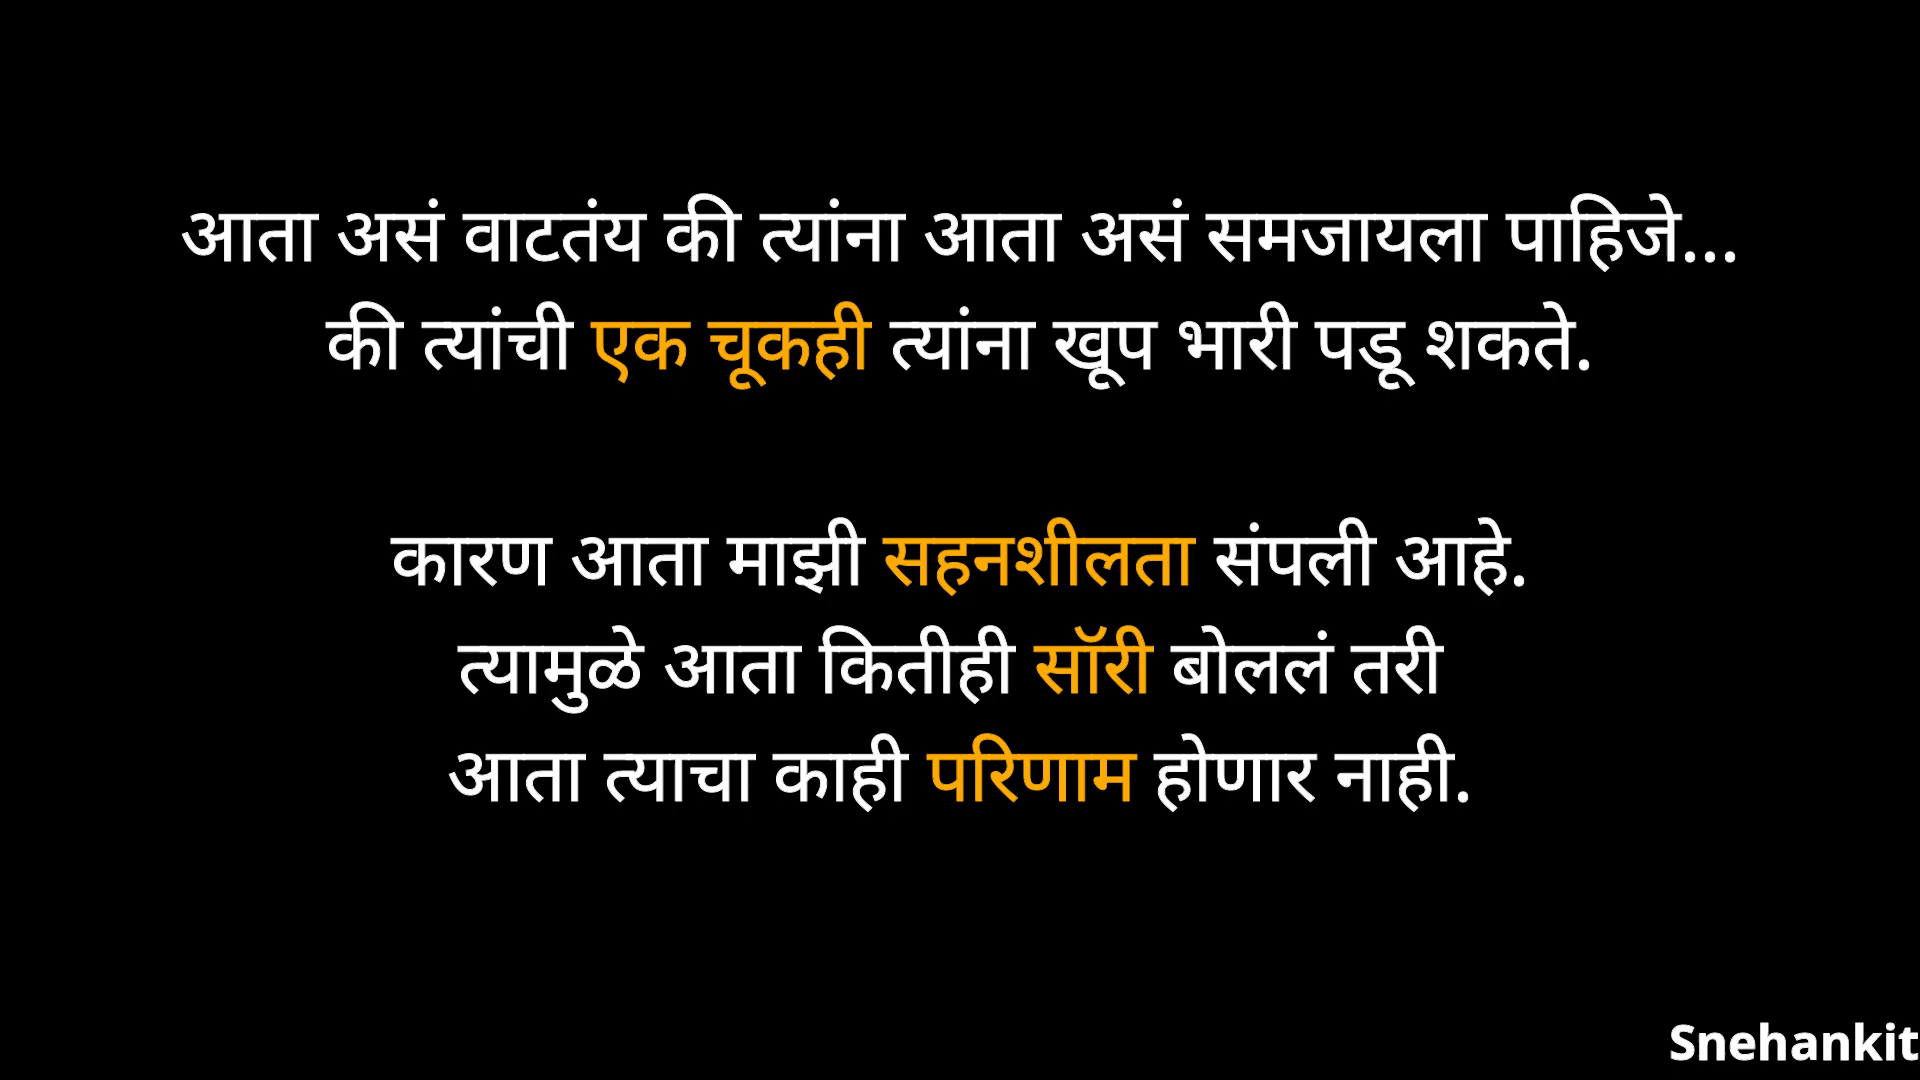 आता असं वाटतंय की त्यांना आता असं समजायला पाहिजे...
की त्यांची एक चूकही त्यांना खूप भारी पडू शकते.
कारण आता माझी सहनशीलता संपली आहे.
त्यामुळे आता कितीही सॉरी बोललं तरी
आता त्याचा काही परिणाम होणार नाही.
Snehankit